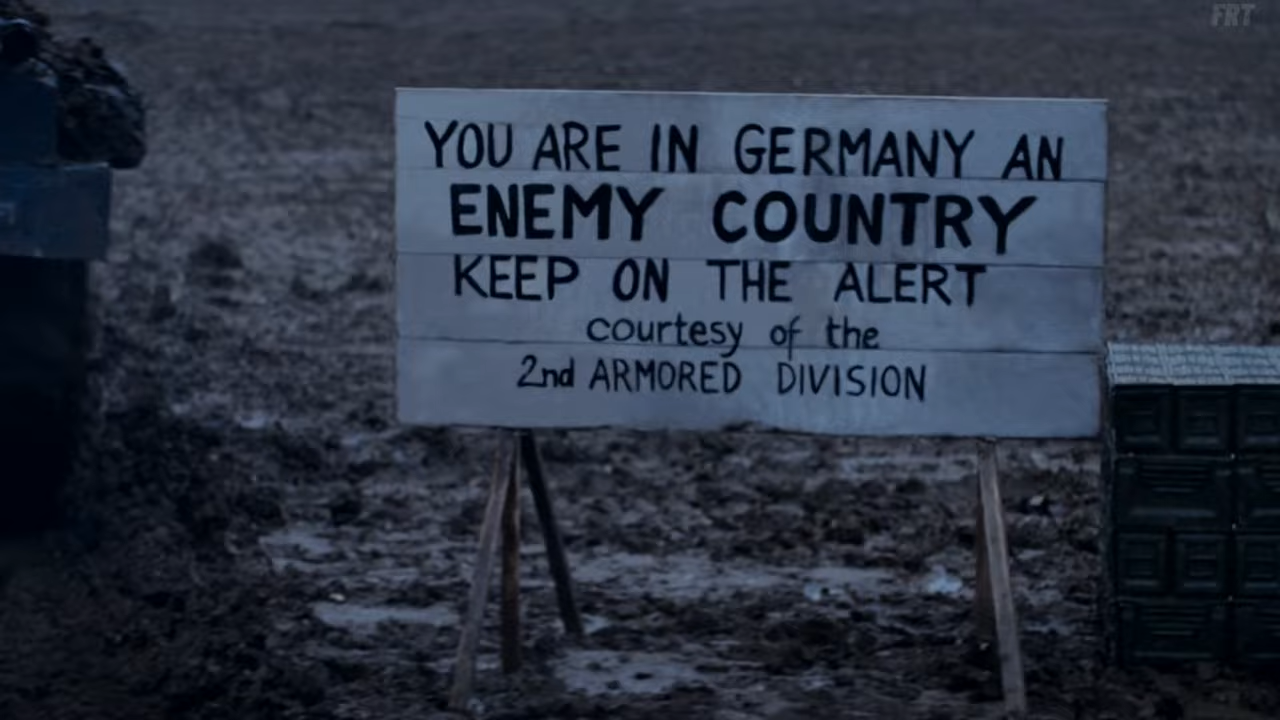 FRT
YOU ARE IN GERMANY AN
ENEMY COUNTRY
KEEP ON THE ALERT
courtesy of the
2nd ARMORED DIVISION